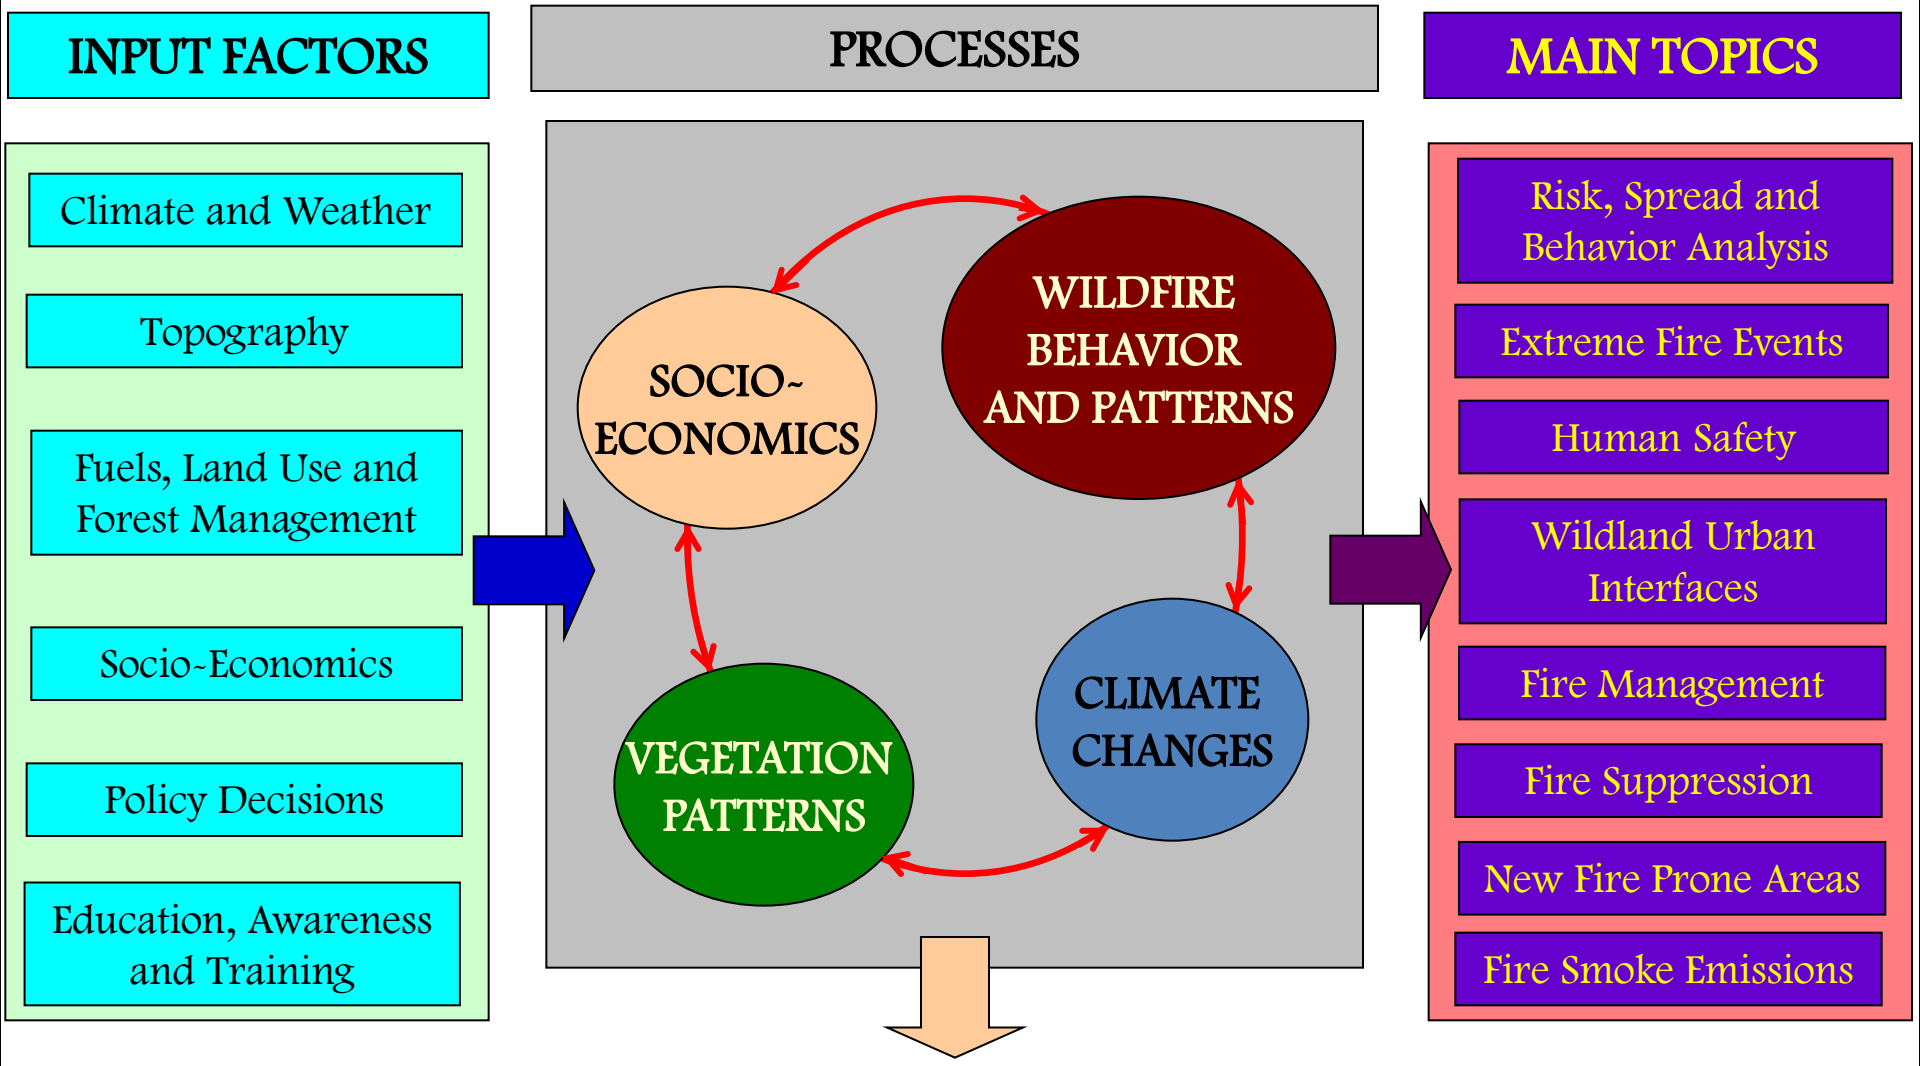 INPUT FACTORS
Climate and Weather
Topography
Fuels, Land Use and
Forest Management
Socio-Economics
Policy Decisions
Education, Awareness
and Training
PROCESSES
SOCIO-
ECONOMICS
WILDFIRE
BEHAVIOR
AND PATTERNS
VEGETATION
PATTERNS
CLIMATE
CHANGES
MAIN TOPICS
Risk, Spread and
Behavior Analysis
Extreme Fire Events
Human Safety
Wildland Urban
Interfaces
Fire Management
Fire Suppression
New Fire Prone Areas
Fire Smoke Emissions